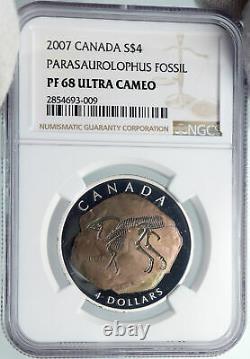 2007 CANADA S$4
PARASAUROLOPHUS FOSSIL
PF 68 ULTRA CAMEO
2854693-009
NUMISMATIC GUARANTY CORPORATION
NGC
CANADA
4 DOLLARS